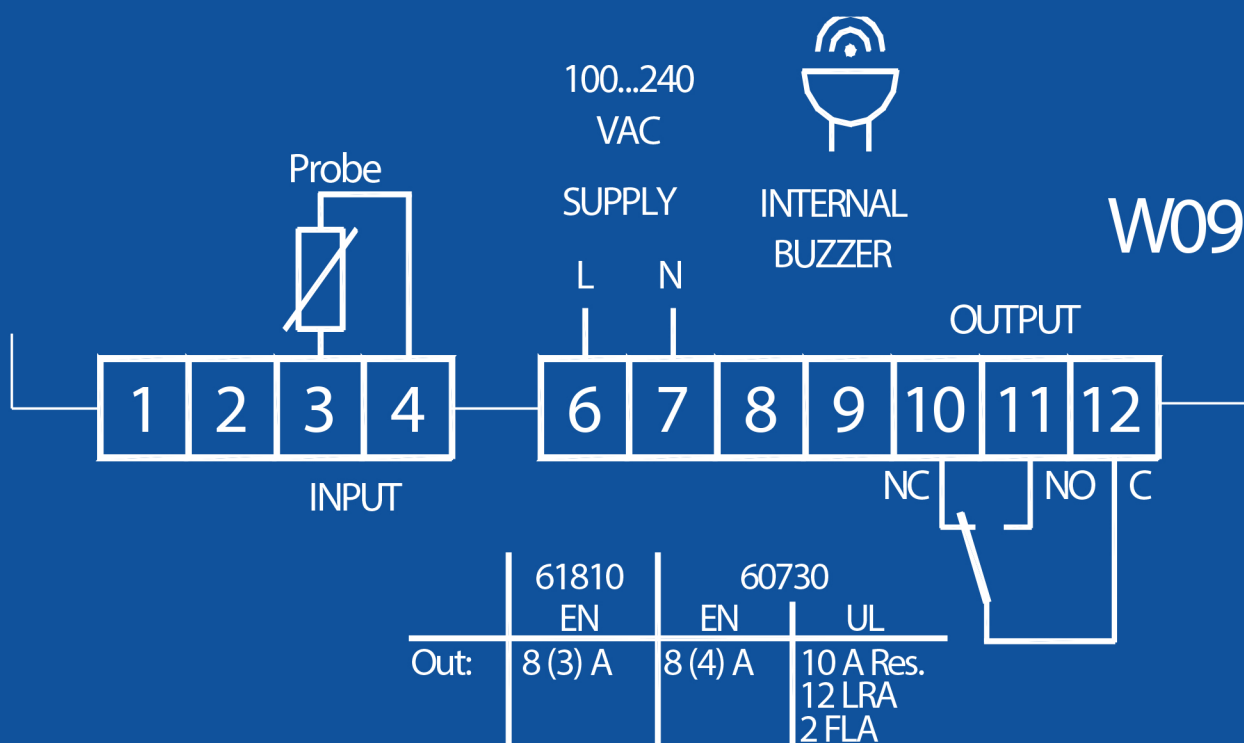 100...240
VAC
Probe
SUPPLY
INTERNAL
BUZZER
W09
L N
OUTPUT
1 2 3 4 6 7 8 9 10 11 12
INPUT
NC NO C
61810 60730
EN EN UL
Out: 8 (3) A 8 (4) A 10 A Res.
12 LRA
2 FLA